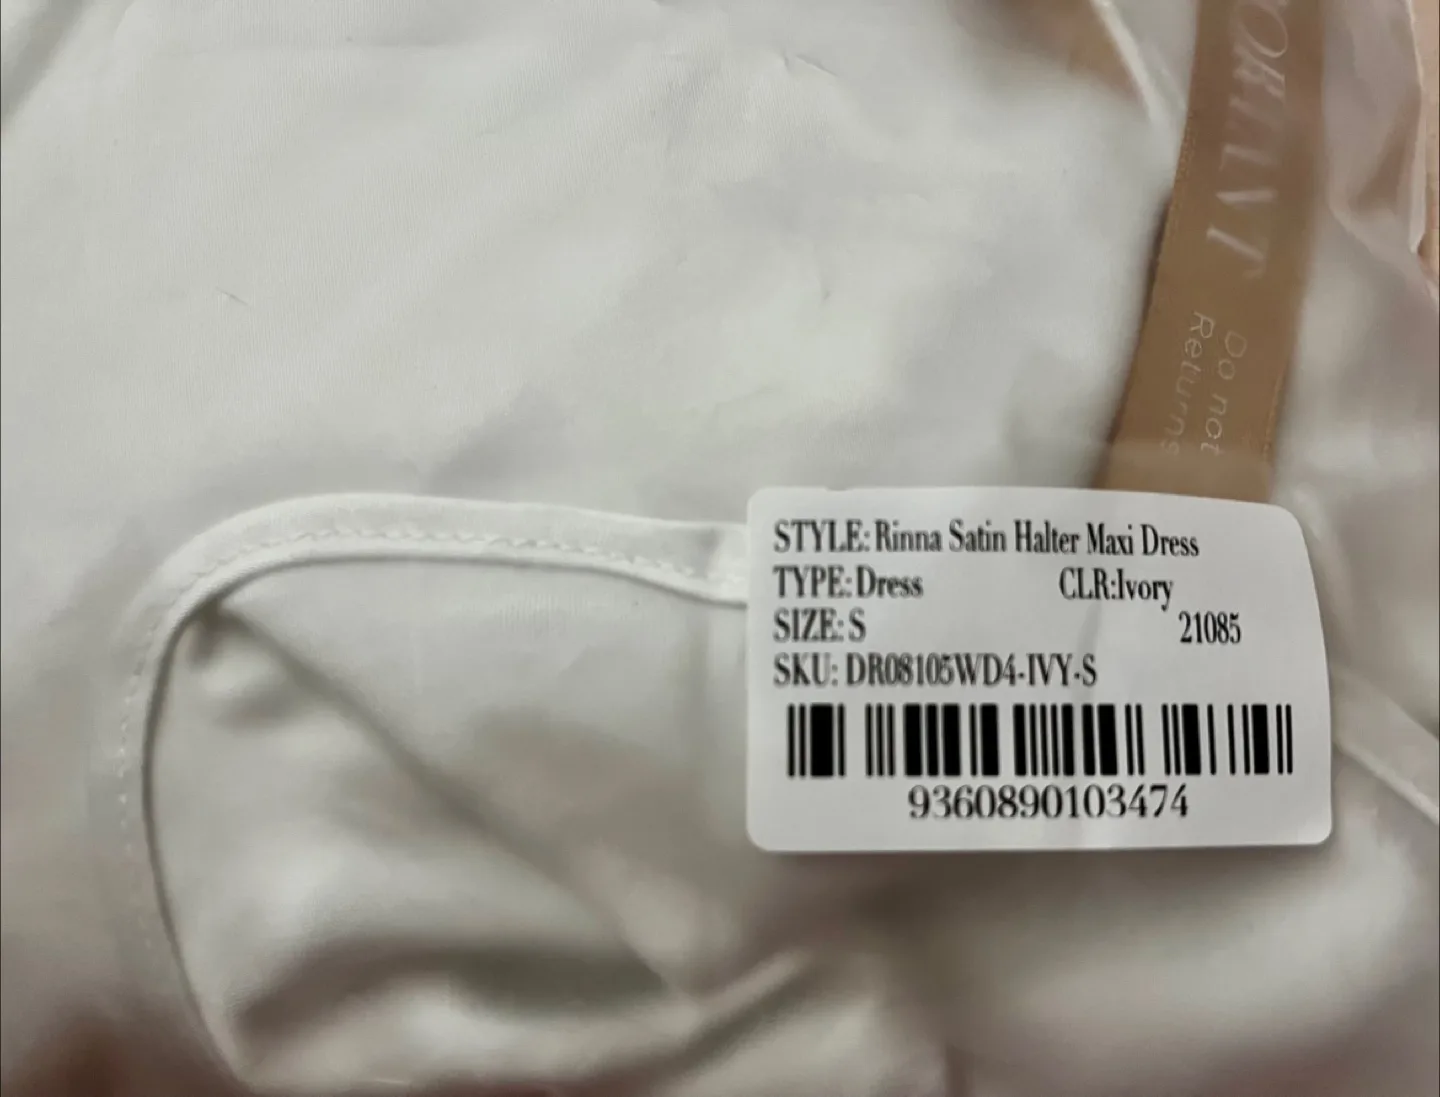 PORTANT
Do not
Returns
STYLE: Rinna Satin Halter Maxi Dress
TYPE: Dress CLR:Ivory
SIZE: S 21085
SKU: DR08105WD4-IVY-S
9360890103474